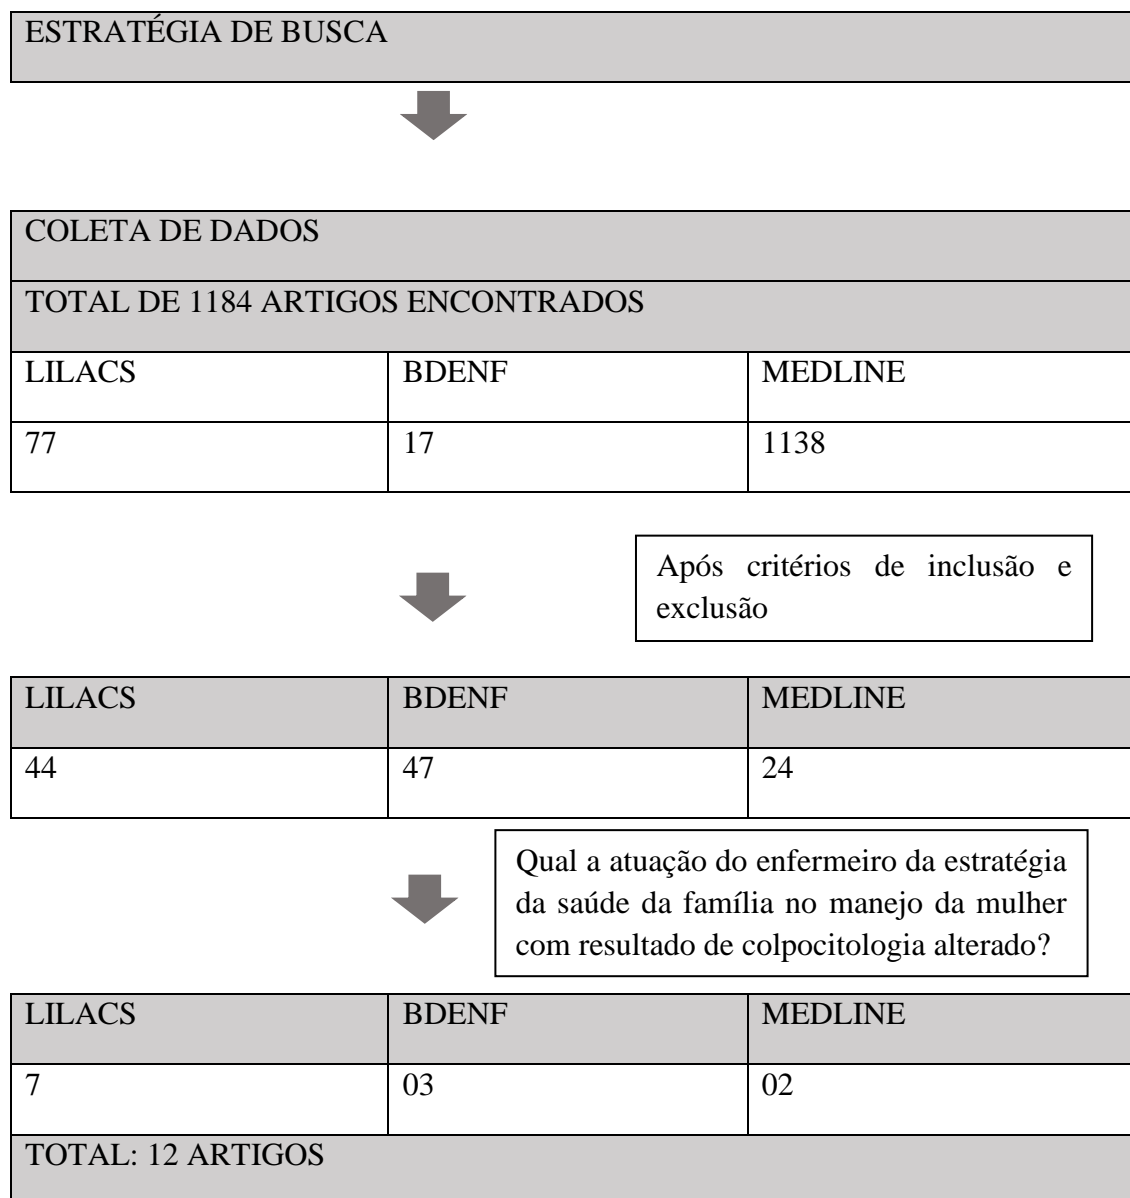 ESTRATÉGIA DE BUSCA
COLETA DE DADOS
TOTAL DE 1184 ARTIGOS ENCONTRADOS
LILACS BDENF MEDLINE
77 17 1138
Após critérios de inclusão e
exclusão
LILACS BDENF MEDLINE
44 47 24
Qual a atuação do enfermeiro da estratégia
da saúde da família no manejo da mulher
com resultado de colpocitologia alterado?
LILACS BDENF MEDLINE
7 03 02
TOTAL: 12 ARTIGOS